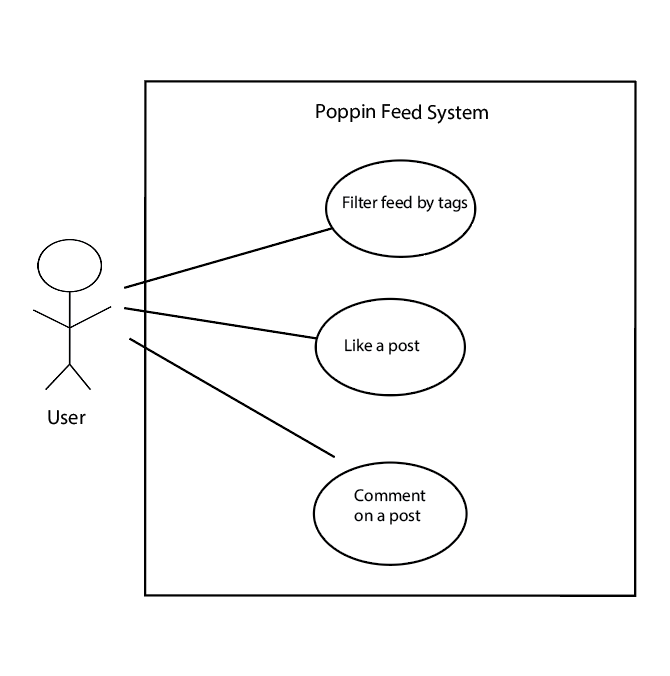 Poppin Feed System
Filter feed by tags
Like a post
User
Comment
on a post